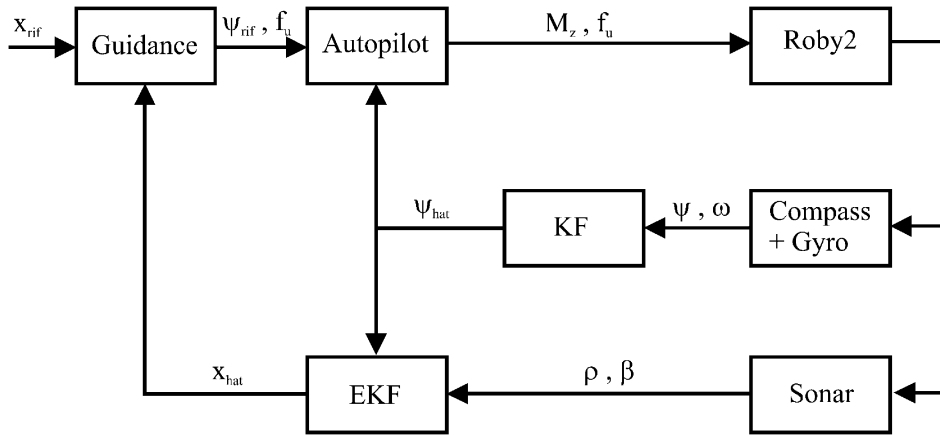 x_rif
Guidance
ψ_rif , f_u
Autopilot
M_z , f_u
Roby2
ψ_hat
KF
ψ , ω
Compass
+ Gyro
x_hat
EKF
ρ , β
Sonar